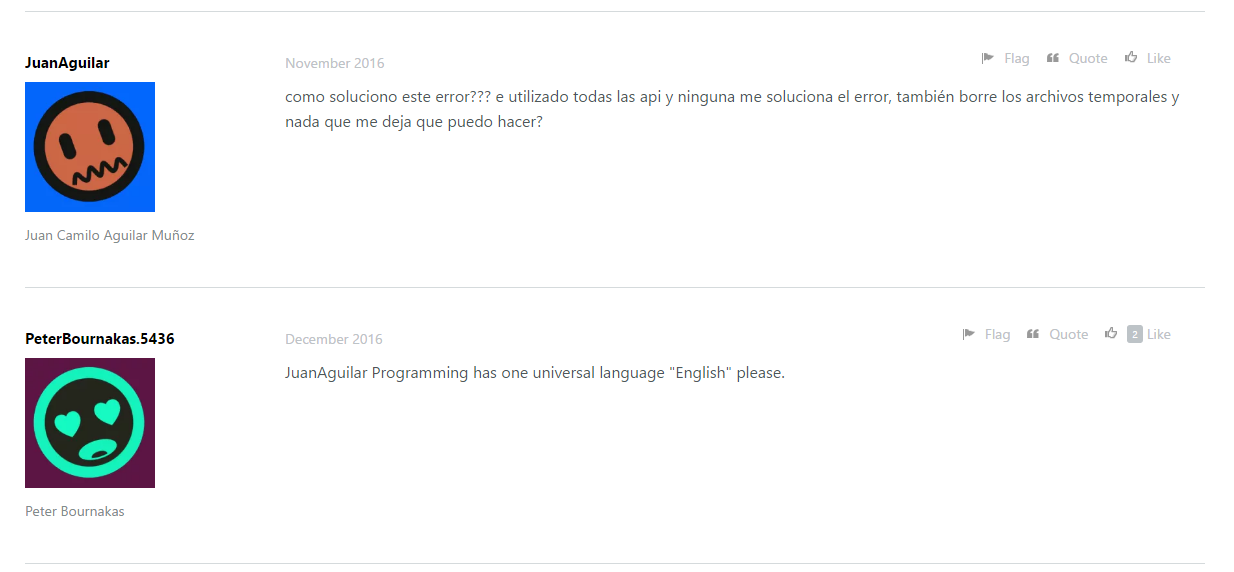 JuanAguilar
November 2016
Flag Quote Like
como soluciono este error??? e utilizado todas las api y ninguna me soluciona el error, también borre los archivos temporales y
nada que me deja que puedo hacer?
Juan Camilo Aguilar Muñoz
PeterBournakas.5436
December 2016
Flag Quote 2 Like
JuanAguilar Programming has one universal language "English" please.
Peter Bournakas